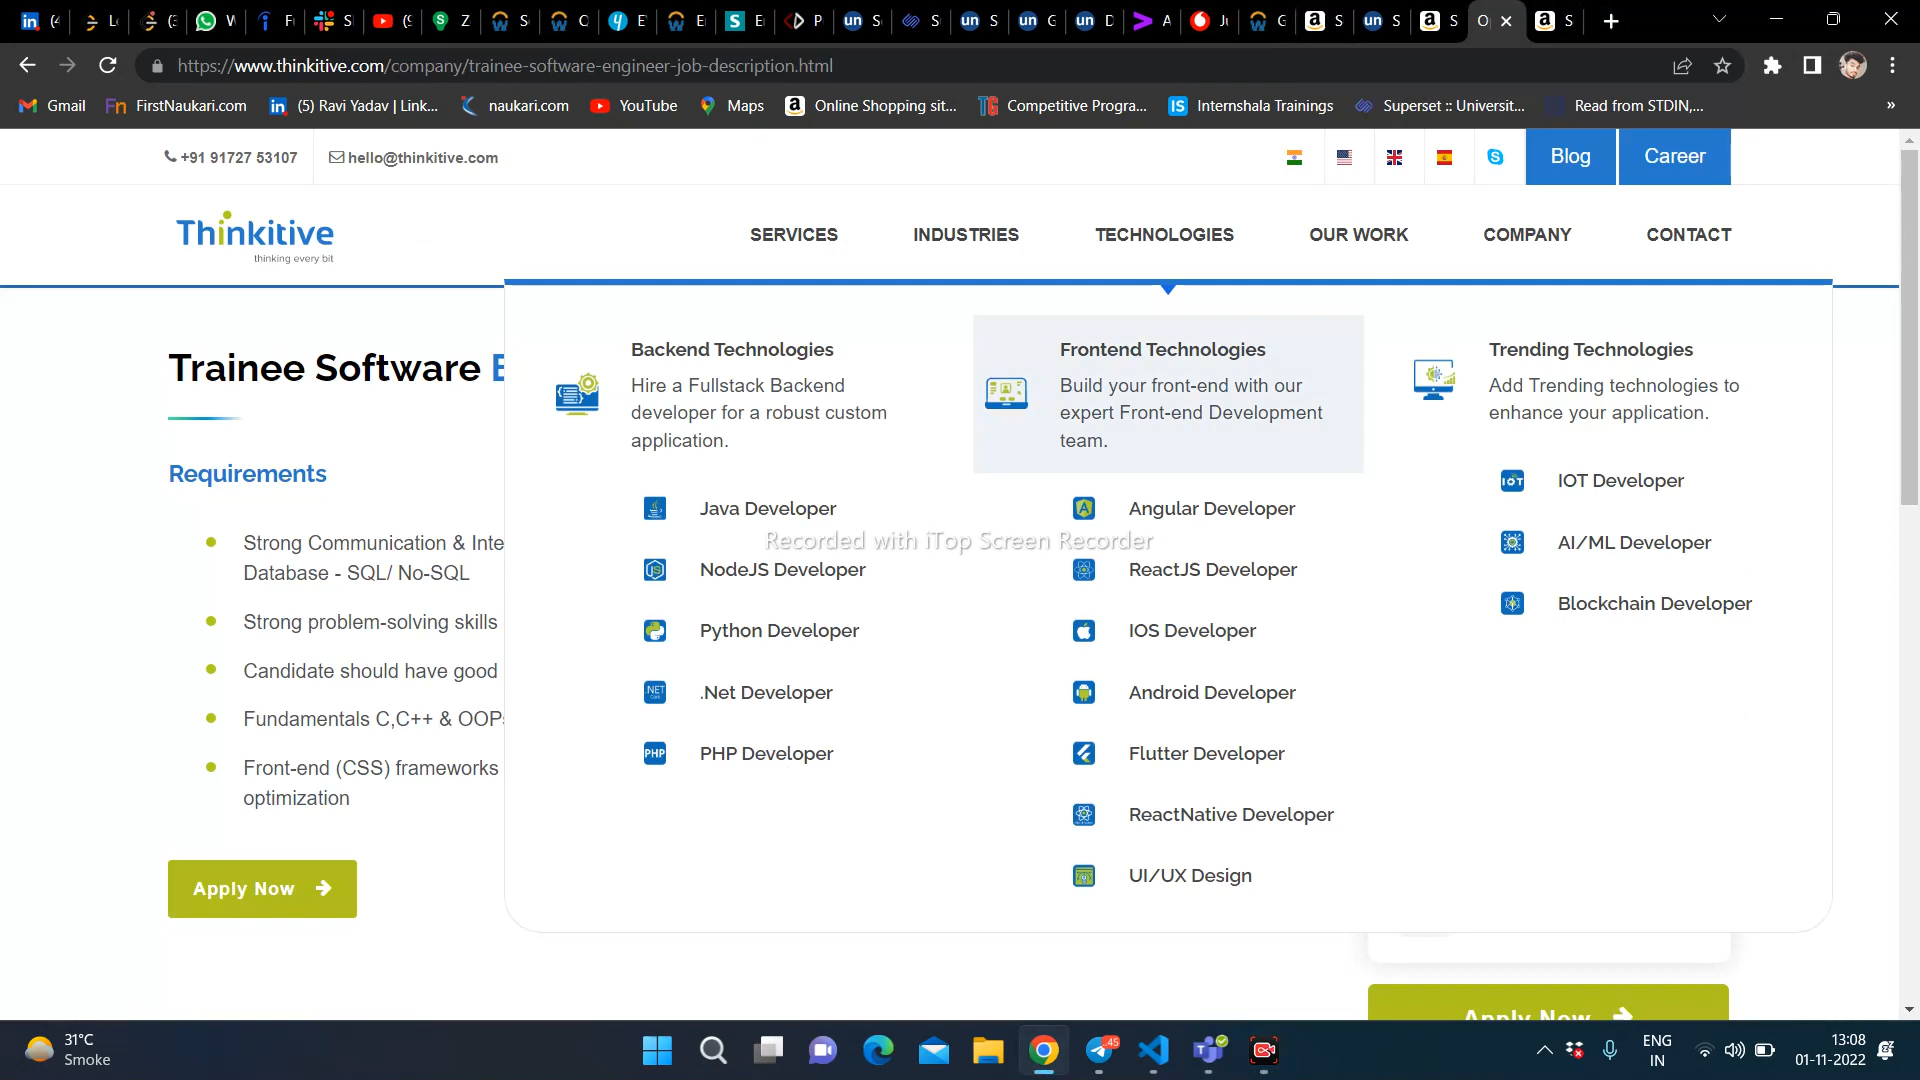 https://www.thinkitive.com/company/trainee-software-engineer-job-description.html
Gmail
FirstNaukari.com
(5) Ravi Yadav | Link...
naukari.com
YouTube
Maps
Online Shopping sit...
Competitive Progra...
Internshala Trainings
Superset :: Universit...
Read from STDIN,...
»
+91 91727 53107
hello@thinkitive.com
Blog
Career
Thinkitive
thinking every bit
SERVICES
INDUSTRIES
TECHNOLOGIES
OUR WORK
COMPANY
CONTACT
Trainee Software
Requirements
Strong Communication & Inte
Database - SQL/ No-SQL
Strong problem-solving skills
Candidate should have good
Fundamentals C,C++ & OOPs
Front-end (CSS) frameworks
optimization
Apply Now
Backend Technologies
Hire a Fullstack Backend
developer for a robust custom
application.
Java Developer
NodeJS Developer
Python Developer
.Net Developer
PHP Developer
Frontend Technologies
Build your front-end with our
expert Front-end Development
team.
Angular Developer
ReactJS Developer
IOS Developer
Android Developer
Flutter Developer
ReactNative Developer
UI/UX Design
Trending Technologies
Add Trending technologies to
enhance your application.
IOT Developer
AI/ML Developer
Blockchain Developer
Recorded with iTop Screen Recorder
Apply Now
31°C
Smoke
45
ENG
IN
13:08
01-11-2022